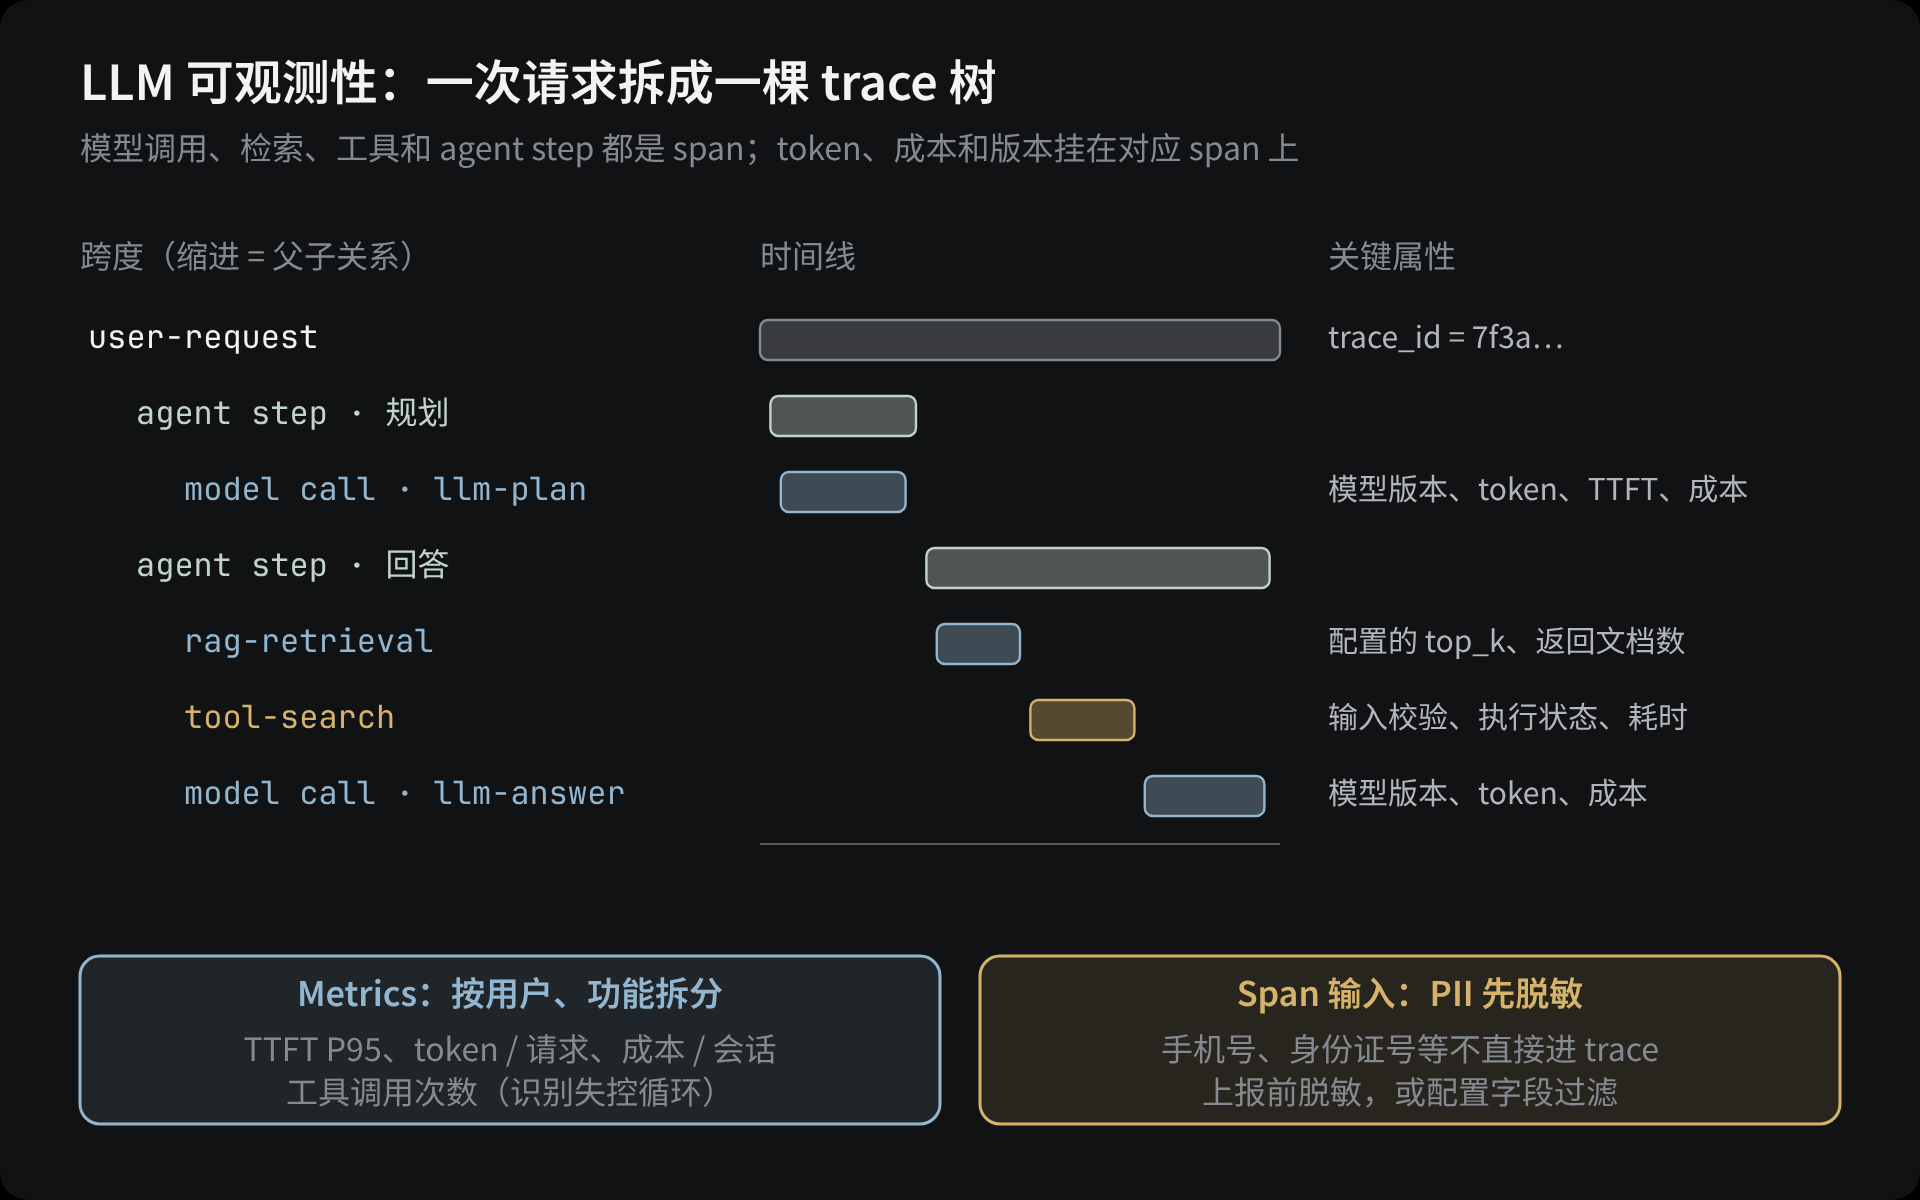 LLM 可观测性：一次请求拆成一棵 trace 树
模型调用、检索、工具和 agent step 都是 span；token、成本和版本挂在对应 span 上
跨度（缩进 = 父子关系） 时间线 关键属性
user-request trace_id = 7f3a…
agent step · 规划
model call · llm-plan 模型版本、token、TTFT、成本
agent step · 回答
rag-retrieval 配置的 top_k、返回文档数
tool-search 输入校验、执行状态、耗时
model call · llm-answer 模型版本、token、成本
Metrics：按用户、功能拆分
TTFT P95、token / 请求、成本 / 会话
工具调用次数（识别失控循环）
Span 输入：PII 先脱敏
手机号、身份证号等不直接进 trace
上报前脱敏，或配置字段过滤